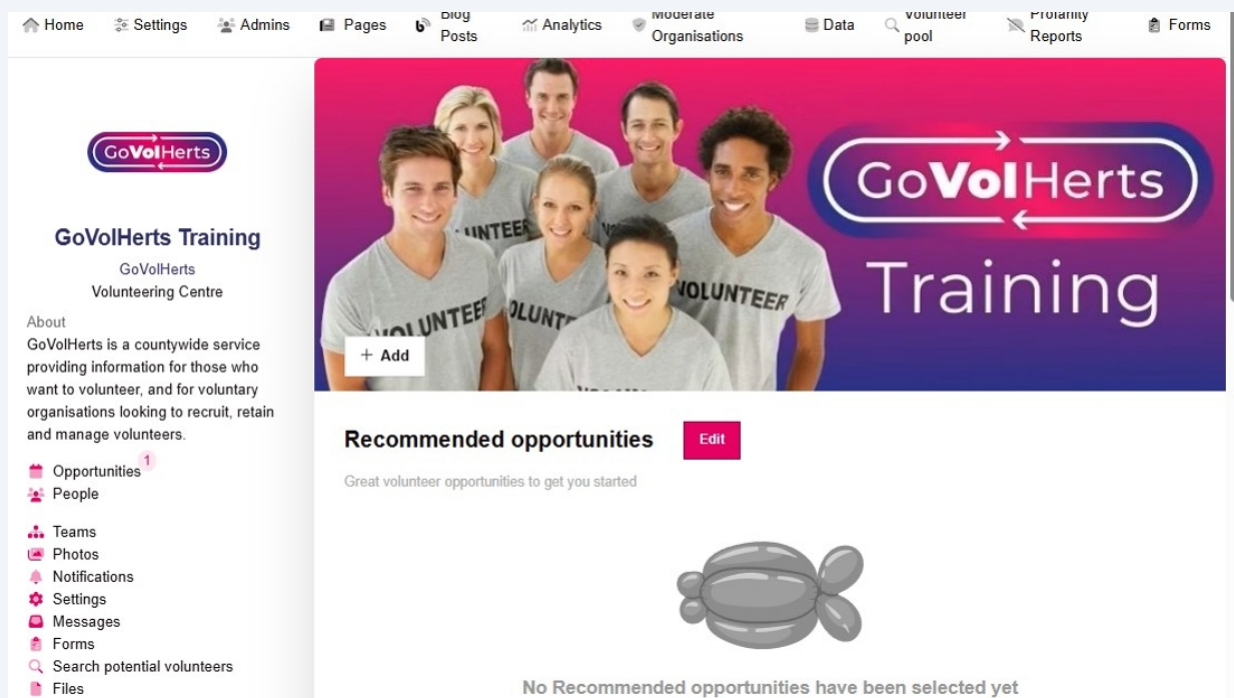 Home
Settings
Admins
Pages
Blog
Posts
Analytics
Moderate
Organisations
Data
Volunteer
pool
Profanity
Reports
Forms
GoVolHerts
GoVolHerts Training
GoVolHerts
Volunteering Centre
About
GoVolHerts is a countywide service
providing information for those who
want to volunteer, and for voluntary
organisations looking to recruit, retain
and manage volunteers.
Opportunities 1
People
Teams
Photos
Notifications
Settings
Messages
Forms
Search potential volunteers
Files
GoVolHerts
Training
UNTEER
VOLUNTEER
OLUNT
VOLUNTEER
+ Add
Recommended opportunities
Edit
Great volunteer opportunities to get you started
No Recommended opportunities have been selected yet